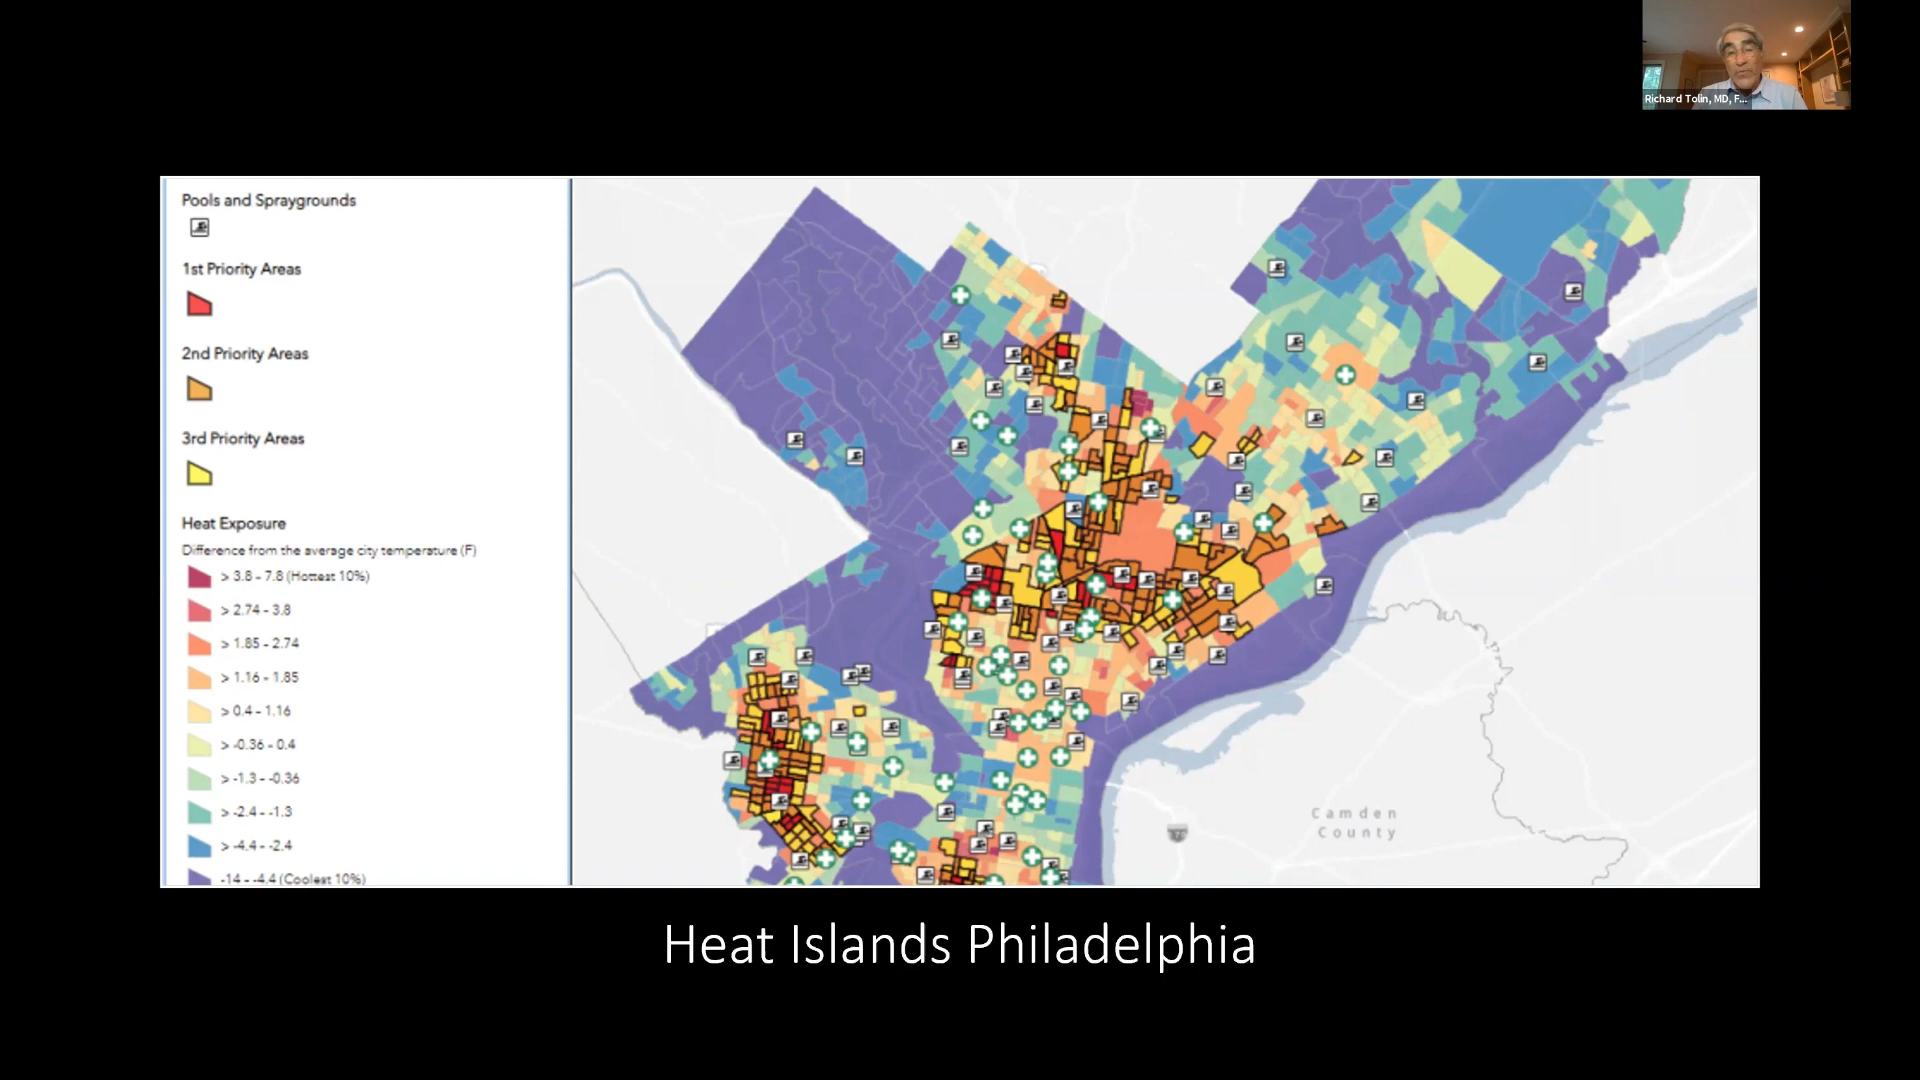 Richard Tolin, MD, F...
Pools and Spraygrounds
1st Priority Areas
2nd Priority Areas
3rd Priority Areas
Heat Exposure
Difference from the average city temperature (F)
> 3.8 - 7.8 (Hottest 10%)
> 2.74 - 3.8
> 1.85 - 2.74
> 1.16 - 1.85
> 0.4 - 1.16
> -0.36 - 0.4
> -1.3 - -0.36
> -2.4 - -1.3
> -4.4 - -2.4
-14 - -4.4 (Coolest 10%)
Camden
County
Heat Islands Philadelphia